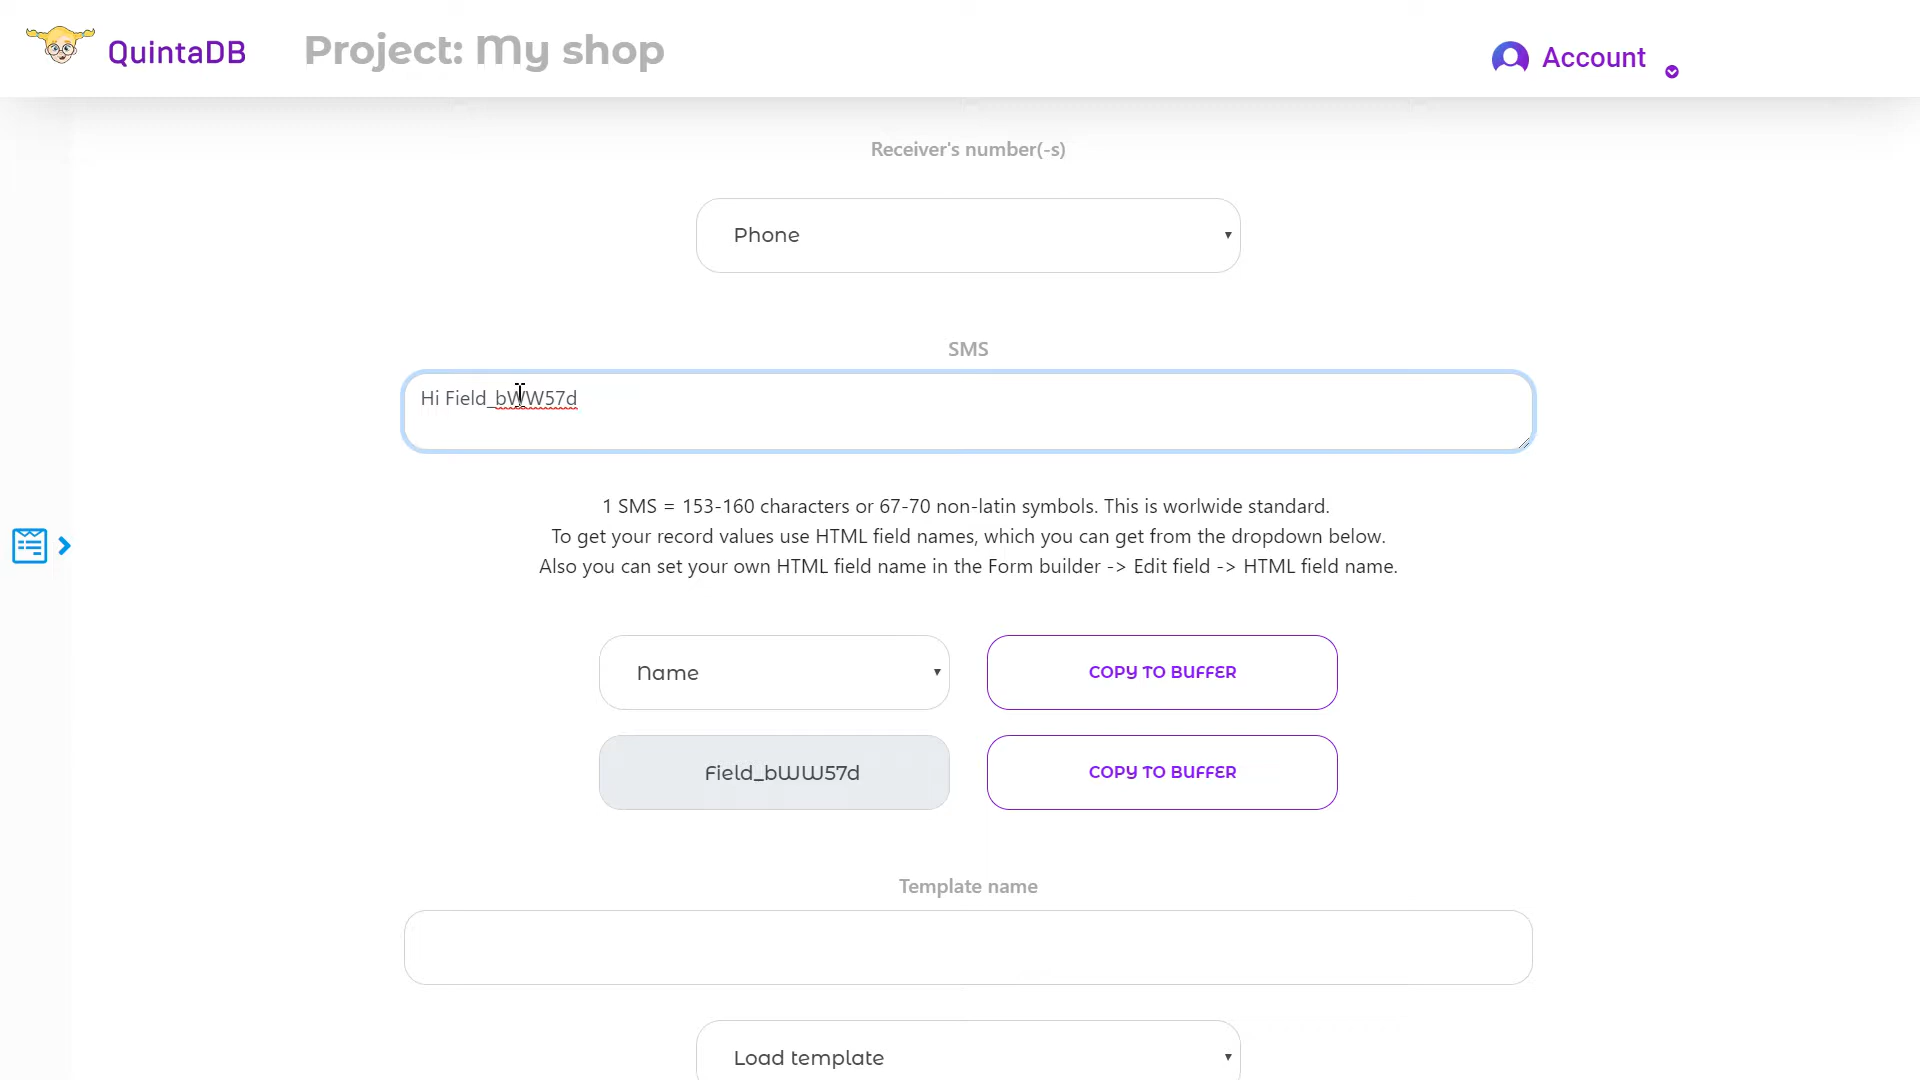 QuintaDB
Project: My shop
Account
Receiver's number(-s)
Phone
SMS
Hi Field_bWW57d
1 SMS = 153-160 characters or 67-70 non-latin symbols. This is worlwide standard.
To get your record values use HTML field names, which you can get from the dropdown below.
Also you can set your own HTML field name in the Form builder -> Edit field -> HTML field name.
Name
COPY TO BUFFER
Field_bWW57d
COPY TO BUFFER
Template name
Load template